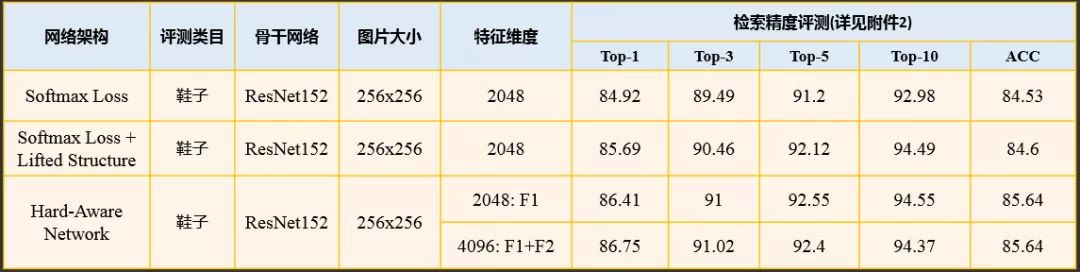 网络架构 评测类目 骨干网络 图片大小 特征维度 检索精度评测(详见附件2)
Top-1 Top-3 Top-5 Top-10 ACC
Softmax Loss 鞋子 ResNet152 256x256 2048 84.92 89.49 91.2 92.98 84.53
Softmax Loss +
Lifted Structure 鞋子 ResNet152 256x256 2048 85.69 90.46 92.12 94.49 84.6
Hard-Aware
Network 鞋子 ResNet152 256x256
2048: F1 86.41 91 92.55 94.55 85.64
4096: F1+F2 86.75 91.02 92.4 94.37 85.64